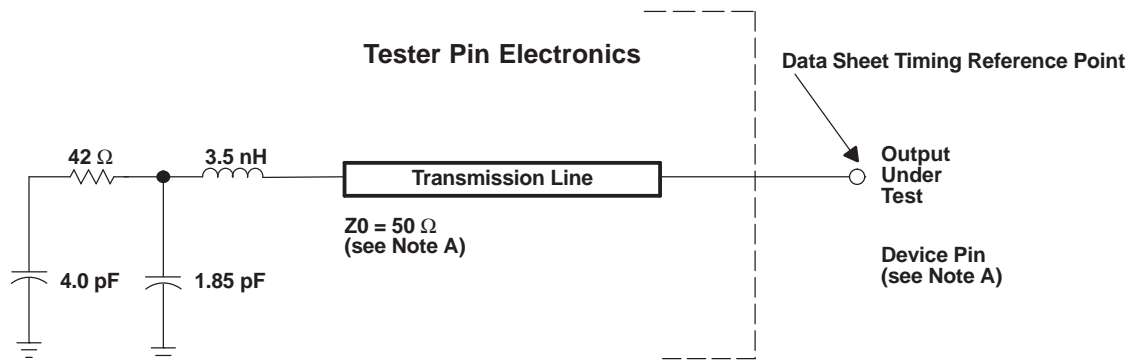 Tester Pin Electronics
Data Sheet Timing Reference Point
42 Ω
3.5 nH
Transmission Line
Output
Under
Test
Z0 = 50 Ω
(see Note A)
Device Pin
(see Note A)
4.0 pF
1.85 pF